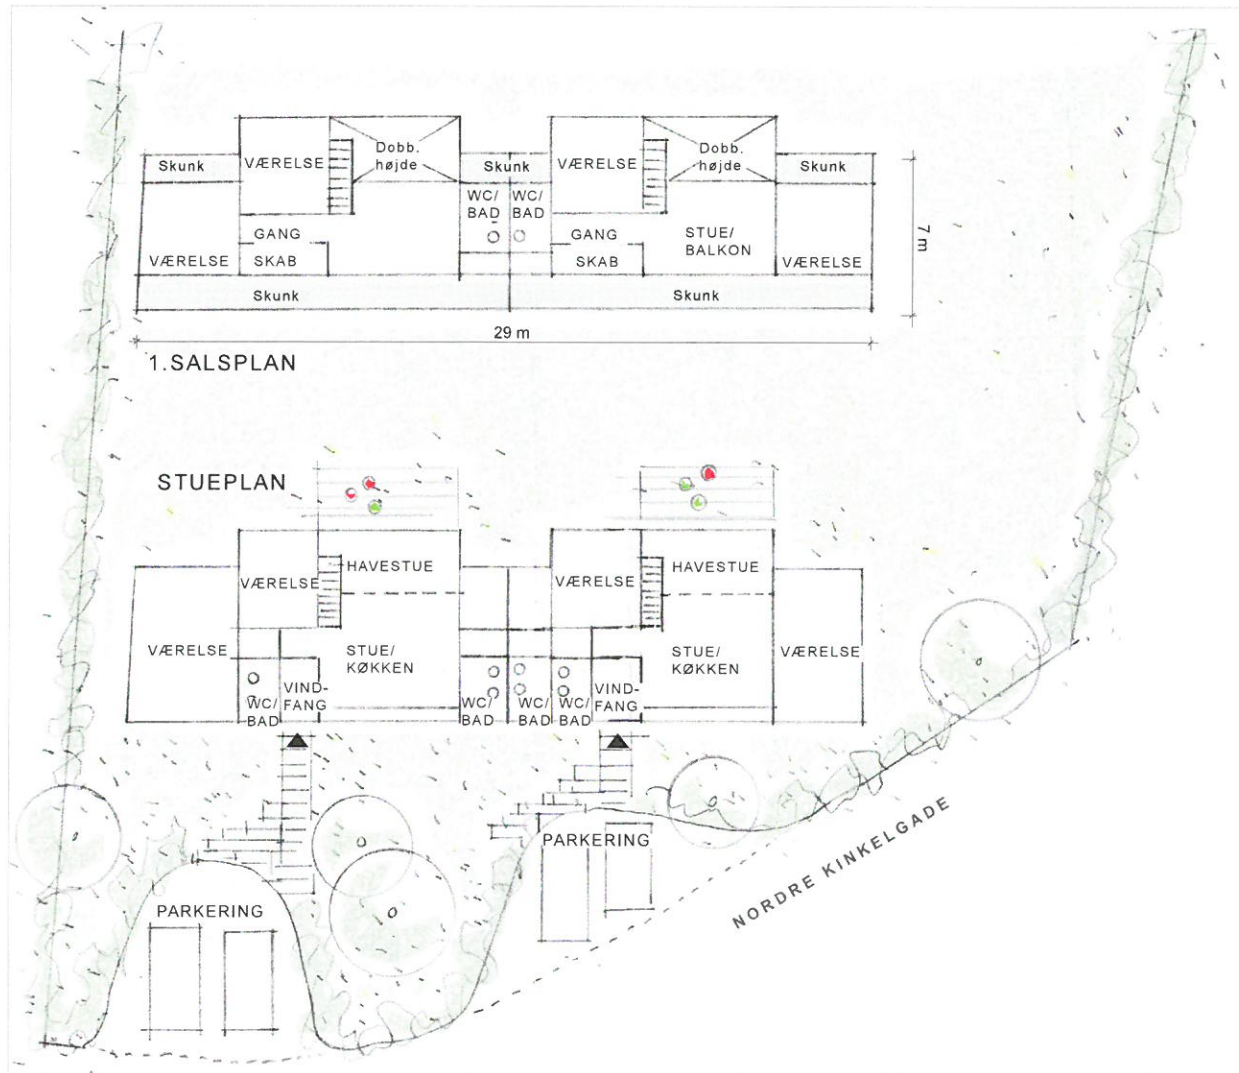 Dobb.
højde
Dobb.
højde
Skunk
VÆRELSE
Skunk
VÆRELSE
Skunk
WC/
BAD
WC/
BAD
GANG
SKAB
GANG
SKAB
STUE/
BALKON
7 m
VÆRELSE
VÆRELSE
Skunk
Skunk
29 m
1.SALSPLAN
STUEPLAN
HAVESTUE
HAVESTUE
VÆRELSE
VÆRELSE
VÆRELSE
STUE/
KØKKEN
STUE/
KØKKEN
VÆRELSE
WC/
BAD
VIND-
FANG
WC/
BAD
WC/
BAD
WC/
BAD
VIND-
FANG
PARKERING
PARKERING
NORDRE KINKELGADE